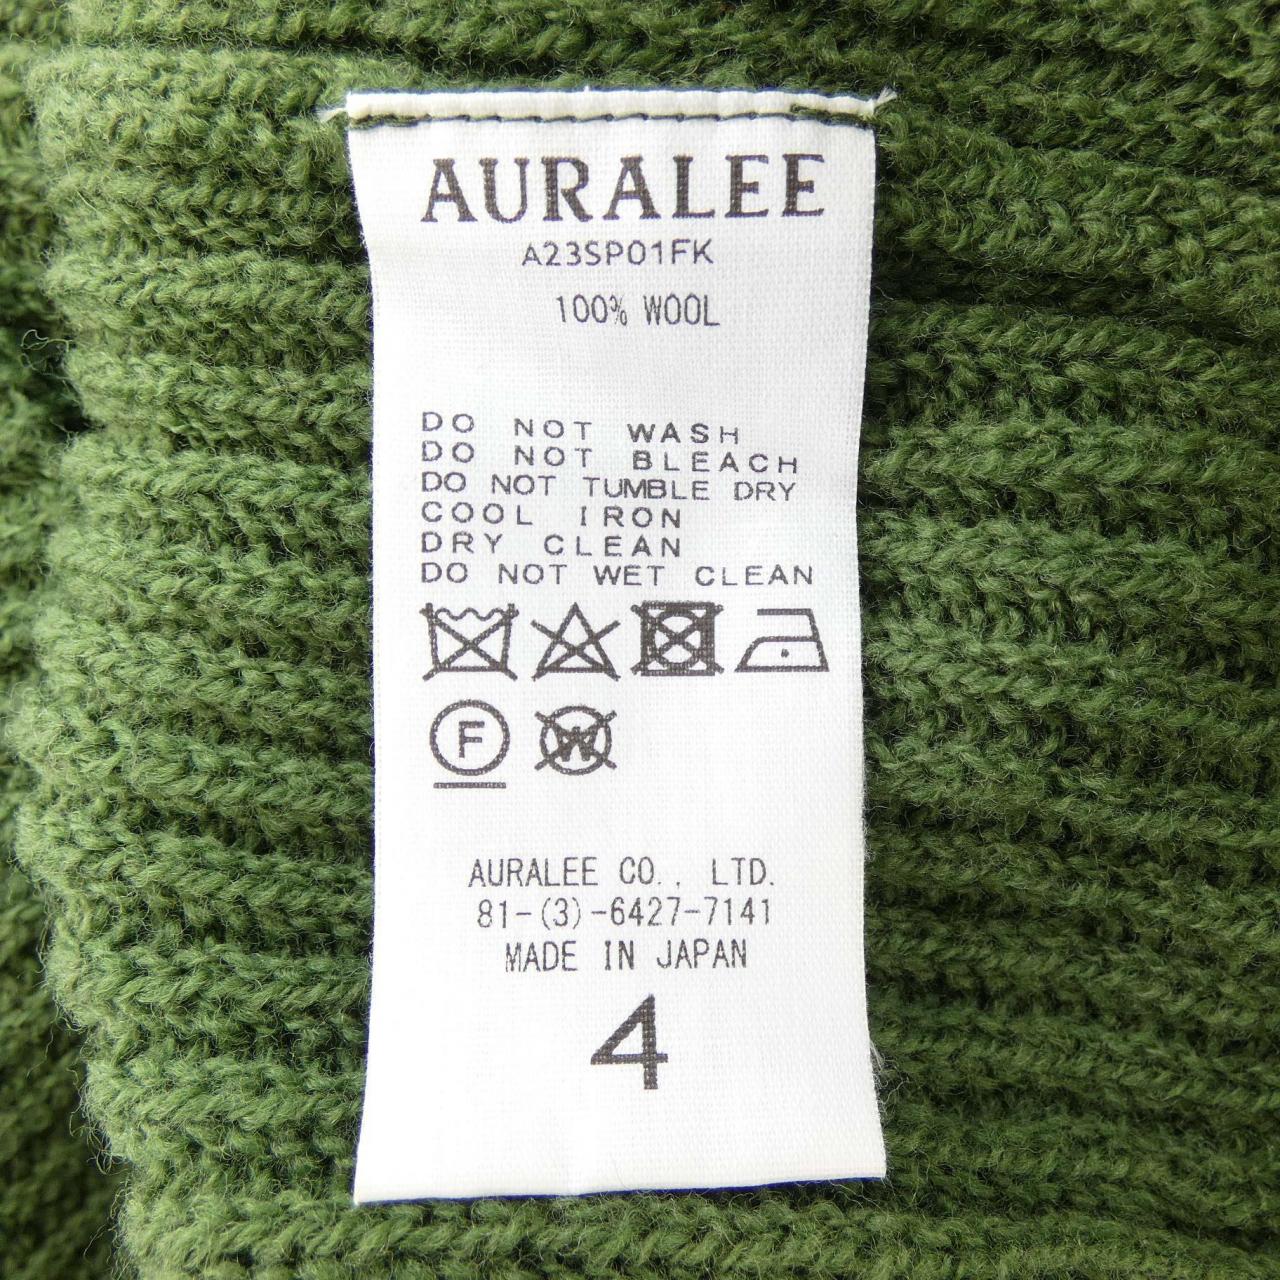 AURALEE
A23SP01FK
100% WOOL
DO NOT WASH
DO NOT BLEACH
DO NOT TUMBLE DRY
COOL IRON
DRY CLEAN
DO NOT WET CLEAN
F W
AURALEE CO., LTD.
81-(3)-6427-7141
MADE IN JAPAN
4